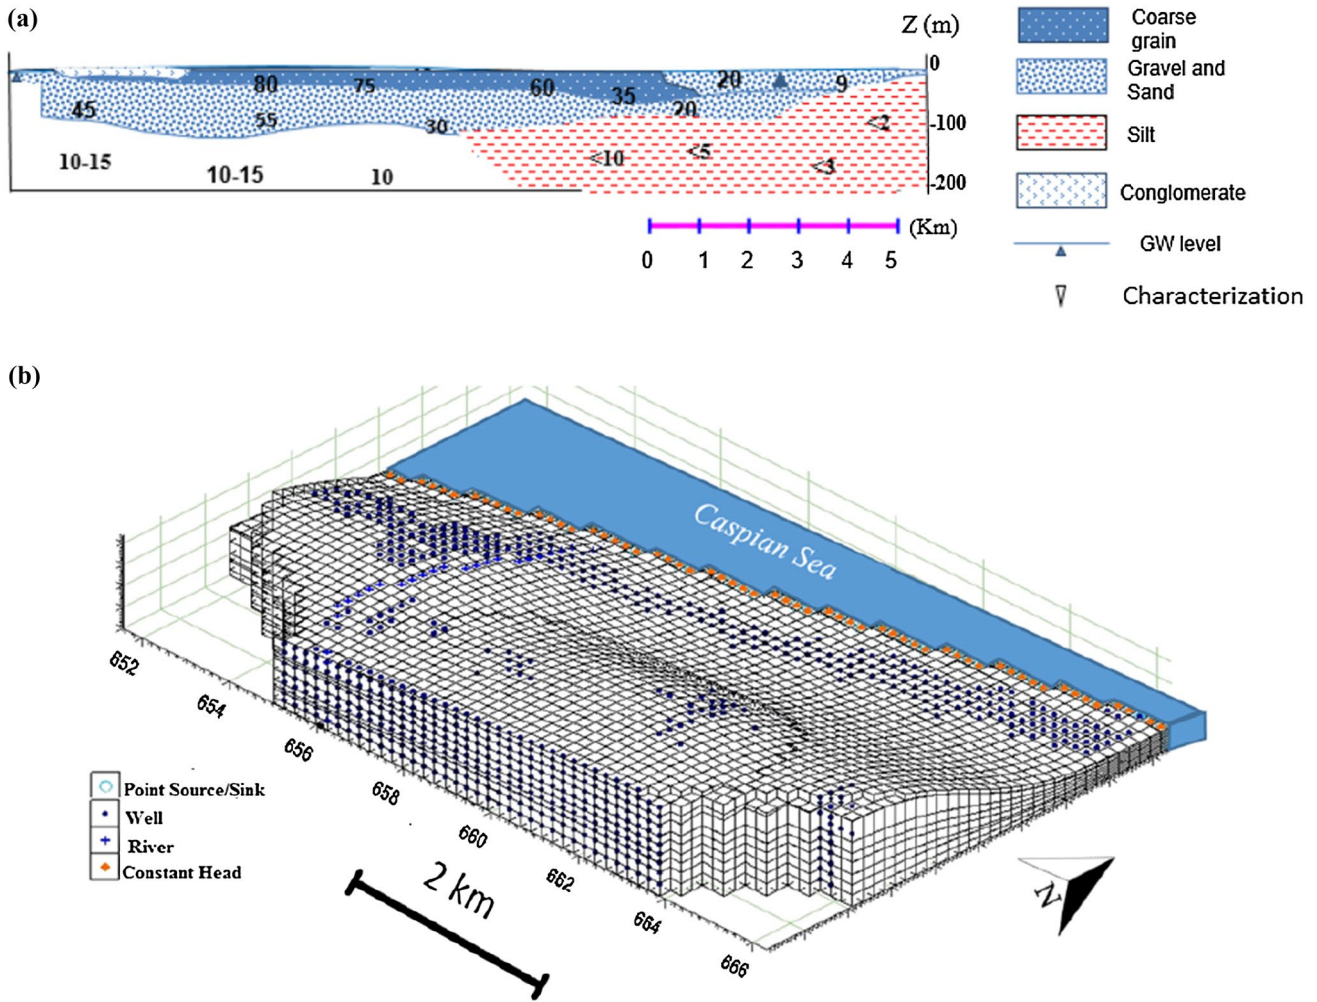 (a)
Z (m)
0
-100
-200
80
75
60
35
20
20
9
45
55
30
<2
10-15
10-15
10
<10
<5
<3
(Km)
0 1 2 3 4 5
Coarse
grain
Gravel and
Sand
Silt
Conglomerate
GW level
Characterization
(b)
Caspian Sea
652
654
656
658
660
662
664
666
Point Source/Sink
Well
River
Constant Head
2 km
N